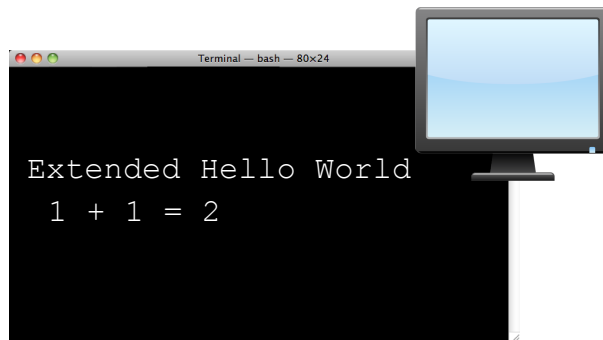 Terminal — bash — 80×24
Extended Hello World
1 + 1 = 2